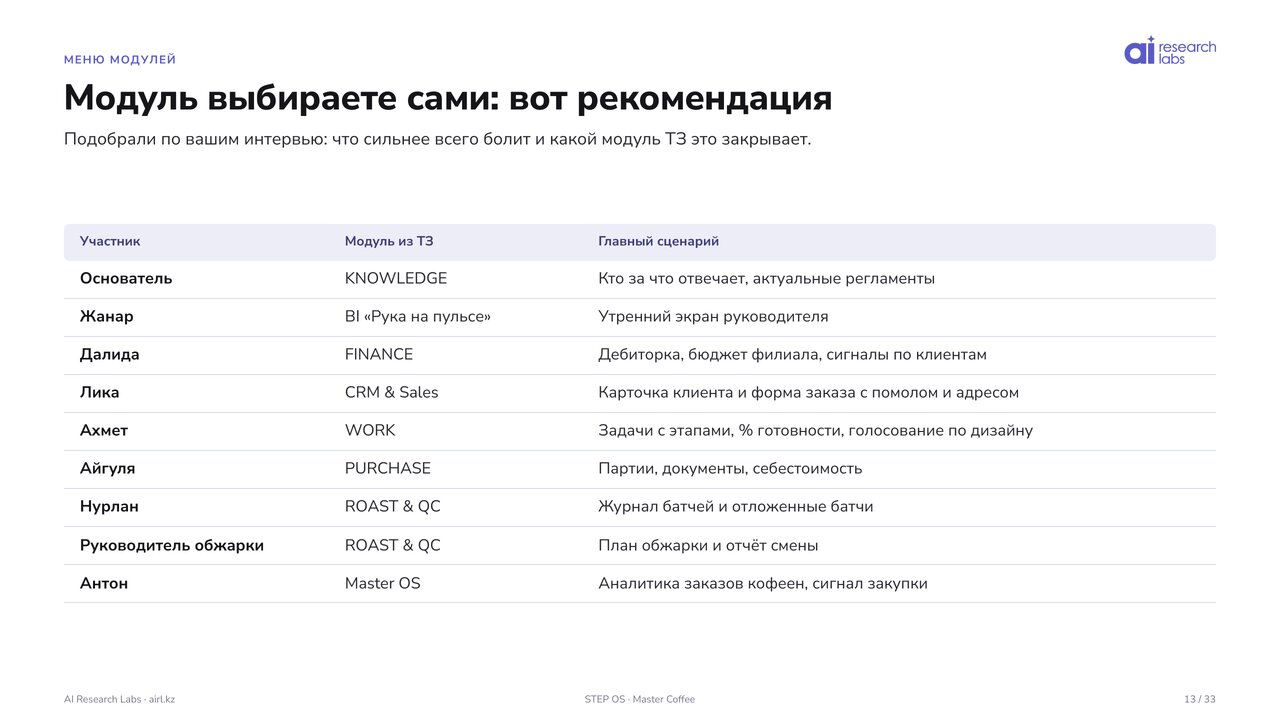 МЕНЮ МОДУЛЕЙ
ai research labs
Модуль выбираете сами: вот рекомендация
Подобрали по вашим интервью: что сильнее всего болит и какой модуль ТЗ это закрывает.
Участник Модуль из ТЗ Главный сценарий
Основатель KNOWLEDGE Кто за что отвечает, актуальные регламенты
Жанар BI «Рука на пульсе» Утренний экран руководителя
Далида FINANCE Дебиторка, бюджет филиала, сигналы по клиентам
Лика CRM & Sales Карточка клиента и форма заказа с помолом и адресом
Ахмет WORK Задачи с этапами, % готовности, голосование по дизайну
Айгуля PURCHASE Партии, документы, себестоимость
Нурлан ROAST & QC Журнал батчей и отложенные батчи
Руководитель обжарки ROAST & QC План обжарки и отчёт смены
Антон Master OS Аналитика заказов кофеен, сигнал закупки
AI Research Labs · airl.kz STEP OS · Master Coffee 13 / 33